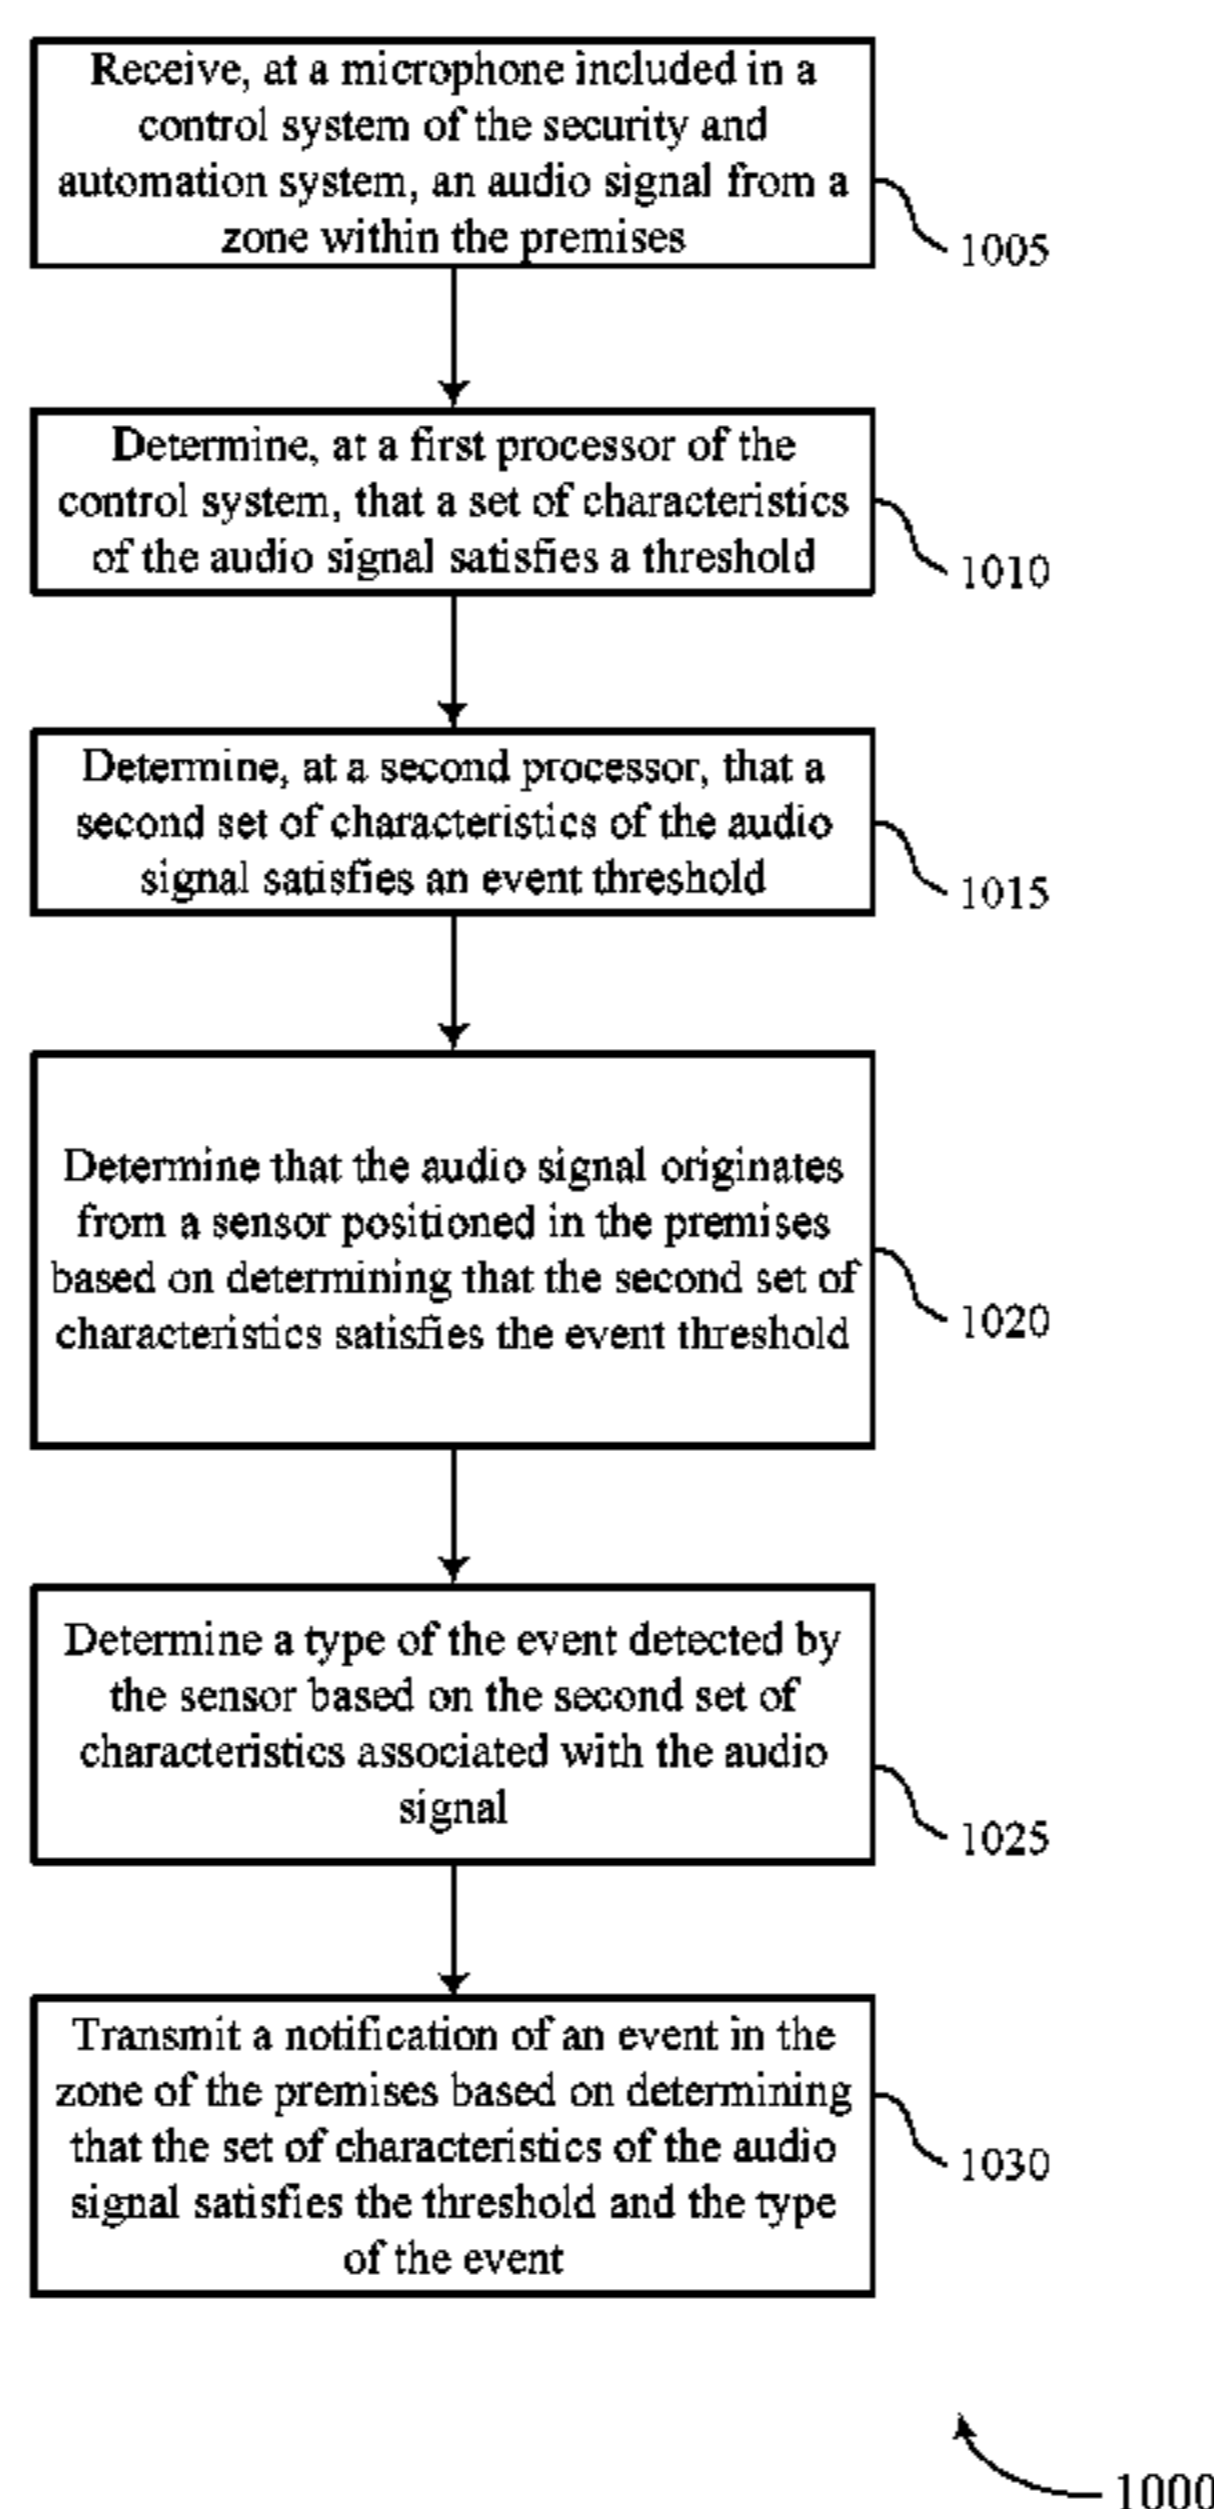 Receive, at a microphone included in a
control system of the security and
automation system, an audio signal from a
zone within the premises
1005
Determine, at a first processor of the
control system, that a set of characteristics
of the audio signal satisfies a threshold
1010
Determine, at a second processor, that a
second set of characteristics of the audio
signal satisfies an event threshold
1015
Determine that the audio signal originates
from a sensor positioned in the premises
based on determining that the second set of
characteristics satisfies the event threshold
1020
Determine a type of the event detected by
the sensor based on the second set of
characteristics associated with the audio
signal
1025
Transmit a notification of an event in the
zone of the premises based on determining
that the set of characteristics of the audio
signal satisfies the threshold and the type
of the event
1030
1000